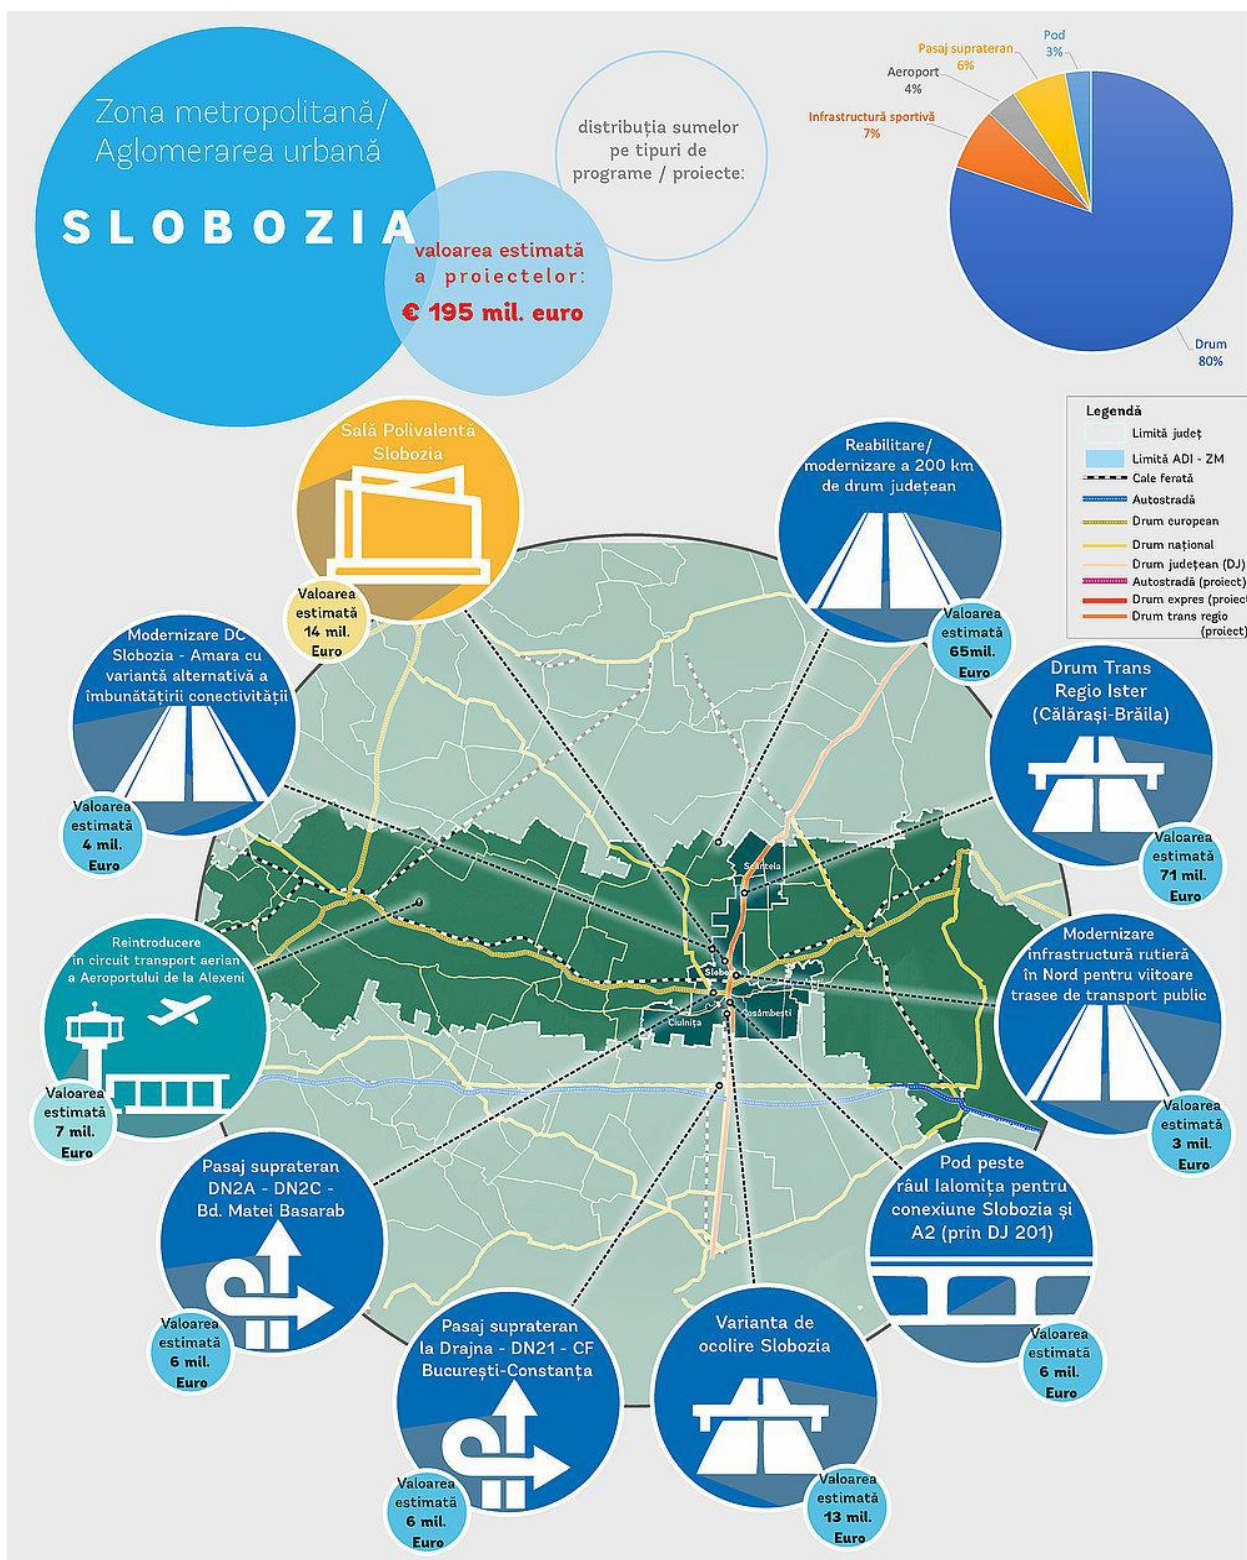 Zona metropolitană/
Aglomerarea urbană
SLOBOZIA
valoarea estimată
a proiectelor:
€ 195 mil. euro
distribuția sumelor
pe tipuri de
programe / proiecte:
Pod
3%
Pasaj suprateran
6%
Aeroport
4%
Infrastructură sportivă
7%
Drum
80%
Legendă
Limită județ
Limită ADI - ZM
Cale ferată
Autostradă
Drum european
Drum național
Drum județean (DJ)
Autostradă (proiect)
Drum expres (proiect
Drum trans regio
(proiect)
Sală Polivalentă
Slobozia
Valoarea
estimată
14 mil.
Euro
Reabilitare/
modernizare a 200 km
de drum județean
Valoarea
estimată
65mil.
Euro
Modernizare DC
Slobozia - Amara cu
variantă alternativă a
îmbunătățirii conectivității
Valoarea
estimată
4 mil.
Euro
Drum Trans
Regio Ister
(Călărași-Brăila)
Valoarea
estimată
71 mil.
Euro
Reintroducere
în circuit transport aerian
a Aeroportului de la Alexeni
Valoarea
estimată
7 mil.
Euro
Modernizare
infrastructură rutieră
în Nord pentru viitoare
trasee de transport public
Valoarea
estimată
3 mil.
Euro
Slobo
Ciulnița
Pasaj suprateran
DN2A - DN2C -
Bd. Matei Basarab
Valoarea
estimată
6 mil.
Euro
Pod peste
râul Ialomița pentru
conexiune Slobozia și
A2 (prin DJ 201)
Valoarea
estimată
6 mil.
Euro
Pasaj suprateran
la Drajna - DN21 - CF
București-Constanța
Valoarea
estimată
6 mil.
Euro
Varianta de
ocolire Slobozia
Valoarea
estimată
13 mil.
Euro